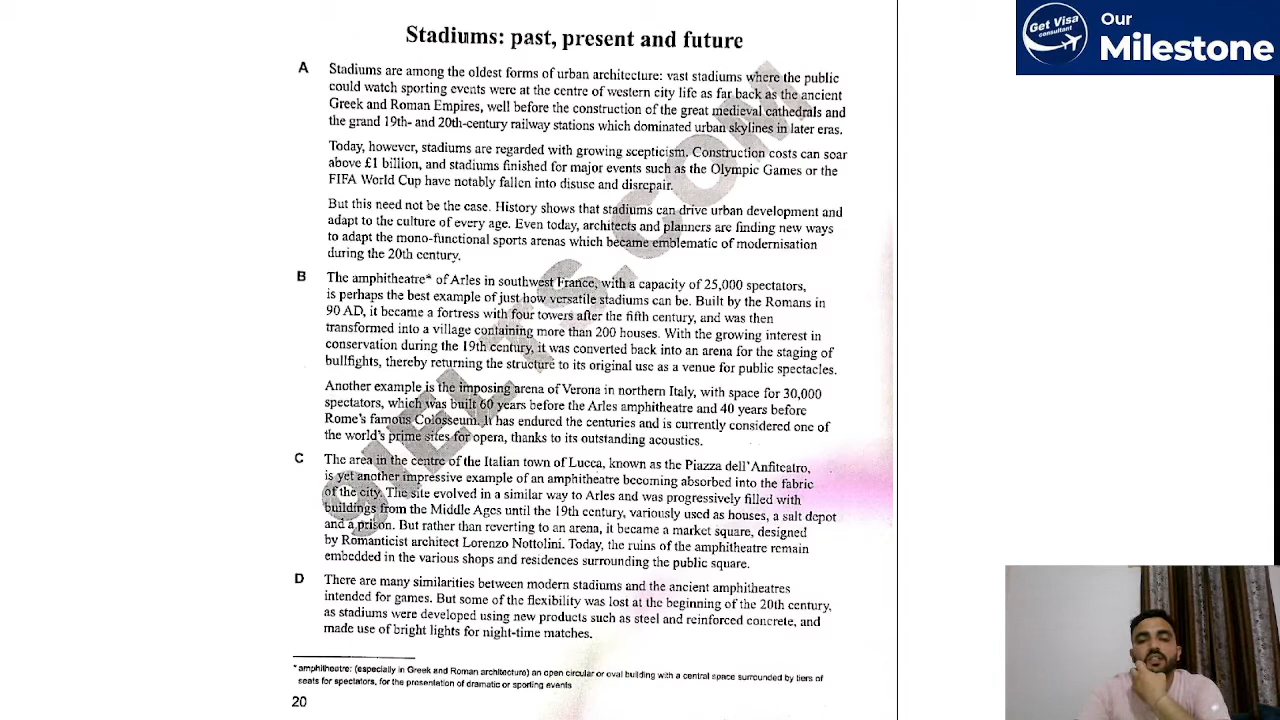 Stadiums: past, present and future
A
Stadiums are among the oldest forms of urban architecture: vast stadiums where the public
could watch sporting events were at the centre of western city life as far back as the ancient
Greek and Roman Empires, well before the construction of the great medieval cathedrals and
the grand 19th- and 20th-century railway stations which dominated urban skylines in later eras.
Today, however, stadiums are regarded with growing scepticism. Construction costs can soar
above £1 billion, and stadiums finished for major events such as the Olympic Games or the
FIFA World Cup have notably fallen into disuse and disrepair.
But this need not be the case. History shows that stadiums can drive urban development and
adapt to the culture of every age. Even today, architects and planners are finding new ways
to adapt the mono-functional sports arenas which became emblematic of modernisation
during the 20th century.
B
The amphitheatre* of Arles in southwest France, with a capacity of 25,000 spectators,
is perhaps the best example of just how versatile stadiums can be. Built by the Romans in
90 AD, it became a fortress with four towers after the fifth century, and was then
transformed into a village containing more than 200 houses. With the growing interest in
conservation during the 19th century, it was converted back into an arena for the staging of
bullfights, thereby returning the structure to its original use as a venue for public spectacles.
Another example is the imposing arena of Verona in northern Italy, with space for 30,000
spectators, which was built 60 years before the Arles amphitheatre and 40 years before
Rome's famous Colosseum. It has endured the centuries and is currently considered one of
the world's prime sites for opera, thanks to its outstanding acoustics.
C
The area in the centre of the Italian town of Lucca, known as the Piazza dell'Anfiteatro,
is yet another impressive example of an amphitheatre becoming absorbed into the fabric
of the city. The site evolved in a similar way to Arles and was progressively filled with
buildings from the Middle Ages until the 19th century, variously used as houses, a salt depot
and a prison. But rather than reverting to an arena, it became a market square, designed
by Romanticist architect Lorenzo Nottolini. Today, the ruins of the amphitheatre remain
embedded in the various shops and residences surrounding the public square.
D
There are many similarities between modern stadiums and the ancient amphitheatres
intended for games. But some of the flexibility was lost at the beginning of the 20th century,
as stadiums were developed using new products such as steel and reinforced concrete, and
made use of bright lights for night-time matches.
* amphitheatre: (especially in Greek and Roman architecture) an open circular or oval building with a central space surrounded by tiers of
seats for spectators, for the presentation of dramatic or sporting events
20
9IELTS.COM
Get Visa
consultant
Our
Milestone